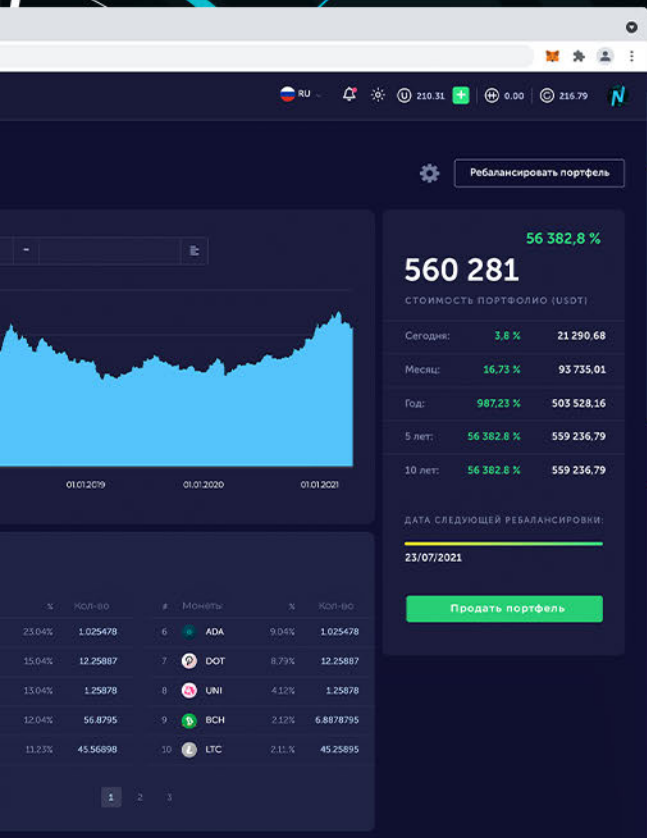 RU 210.31 0.00 216.79
Ребалансировать портфель
56 382,8 %
560 281
СТОИМОСТЬ ПОРТФОЛИО (USDT)
Сегодня: 3,8 % 21 290,68
Месяц: 16,73 % 93 735,01
Год: 987,23 % 503 528,16
5 лет: 56 382.8 % 559 236,79
10 лет: 56 382.8 % 559 236,79
01.01.2019 01.01.2020 01.01.2021
ДАТА СЛЕДУЮЩЕЙ РЕБАЛАНСИРОВКИ:
23/07/2021
Продать портфель
% Кол-во # Монеты % Кол-во
23.04% 1.025478 6 ADA 9.04% 1.025478
15.04% 12.25887 7 DOT 8.79% 12.25887
13.04% 1.25878 8 UNI 4.12% 1.25878
12.04% 56.8795 9 BCH 2.12% 6.8878795
11.23% 45.56898 10 LTC 2.11.% 45.25895
1 2 3